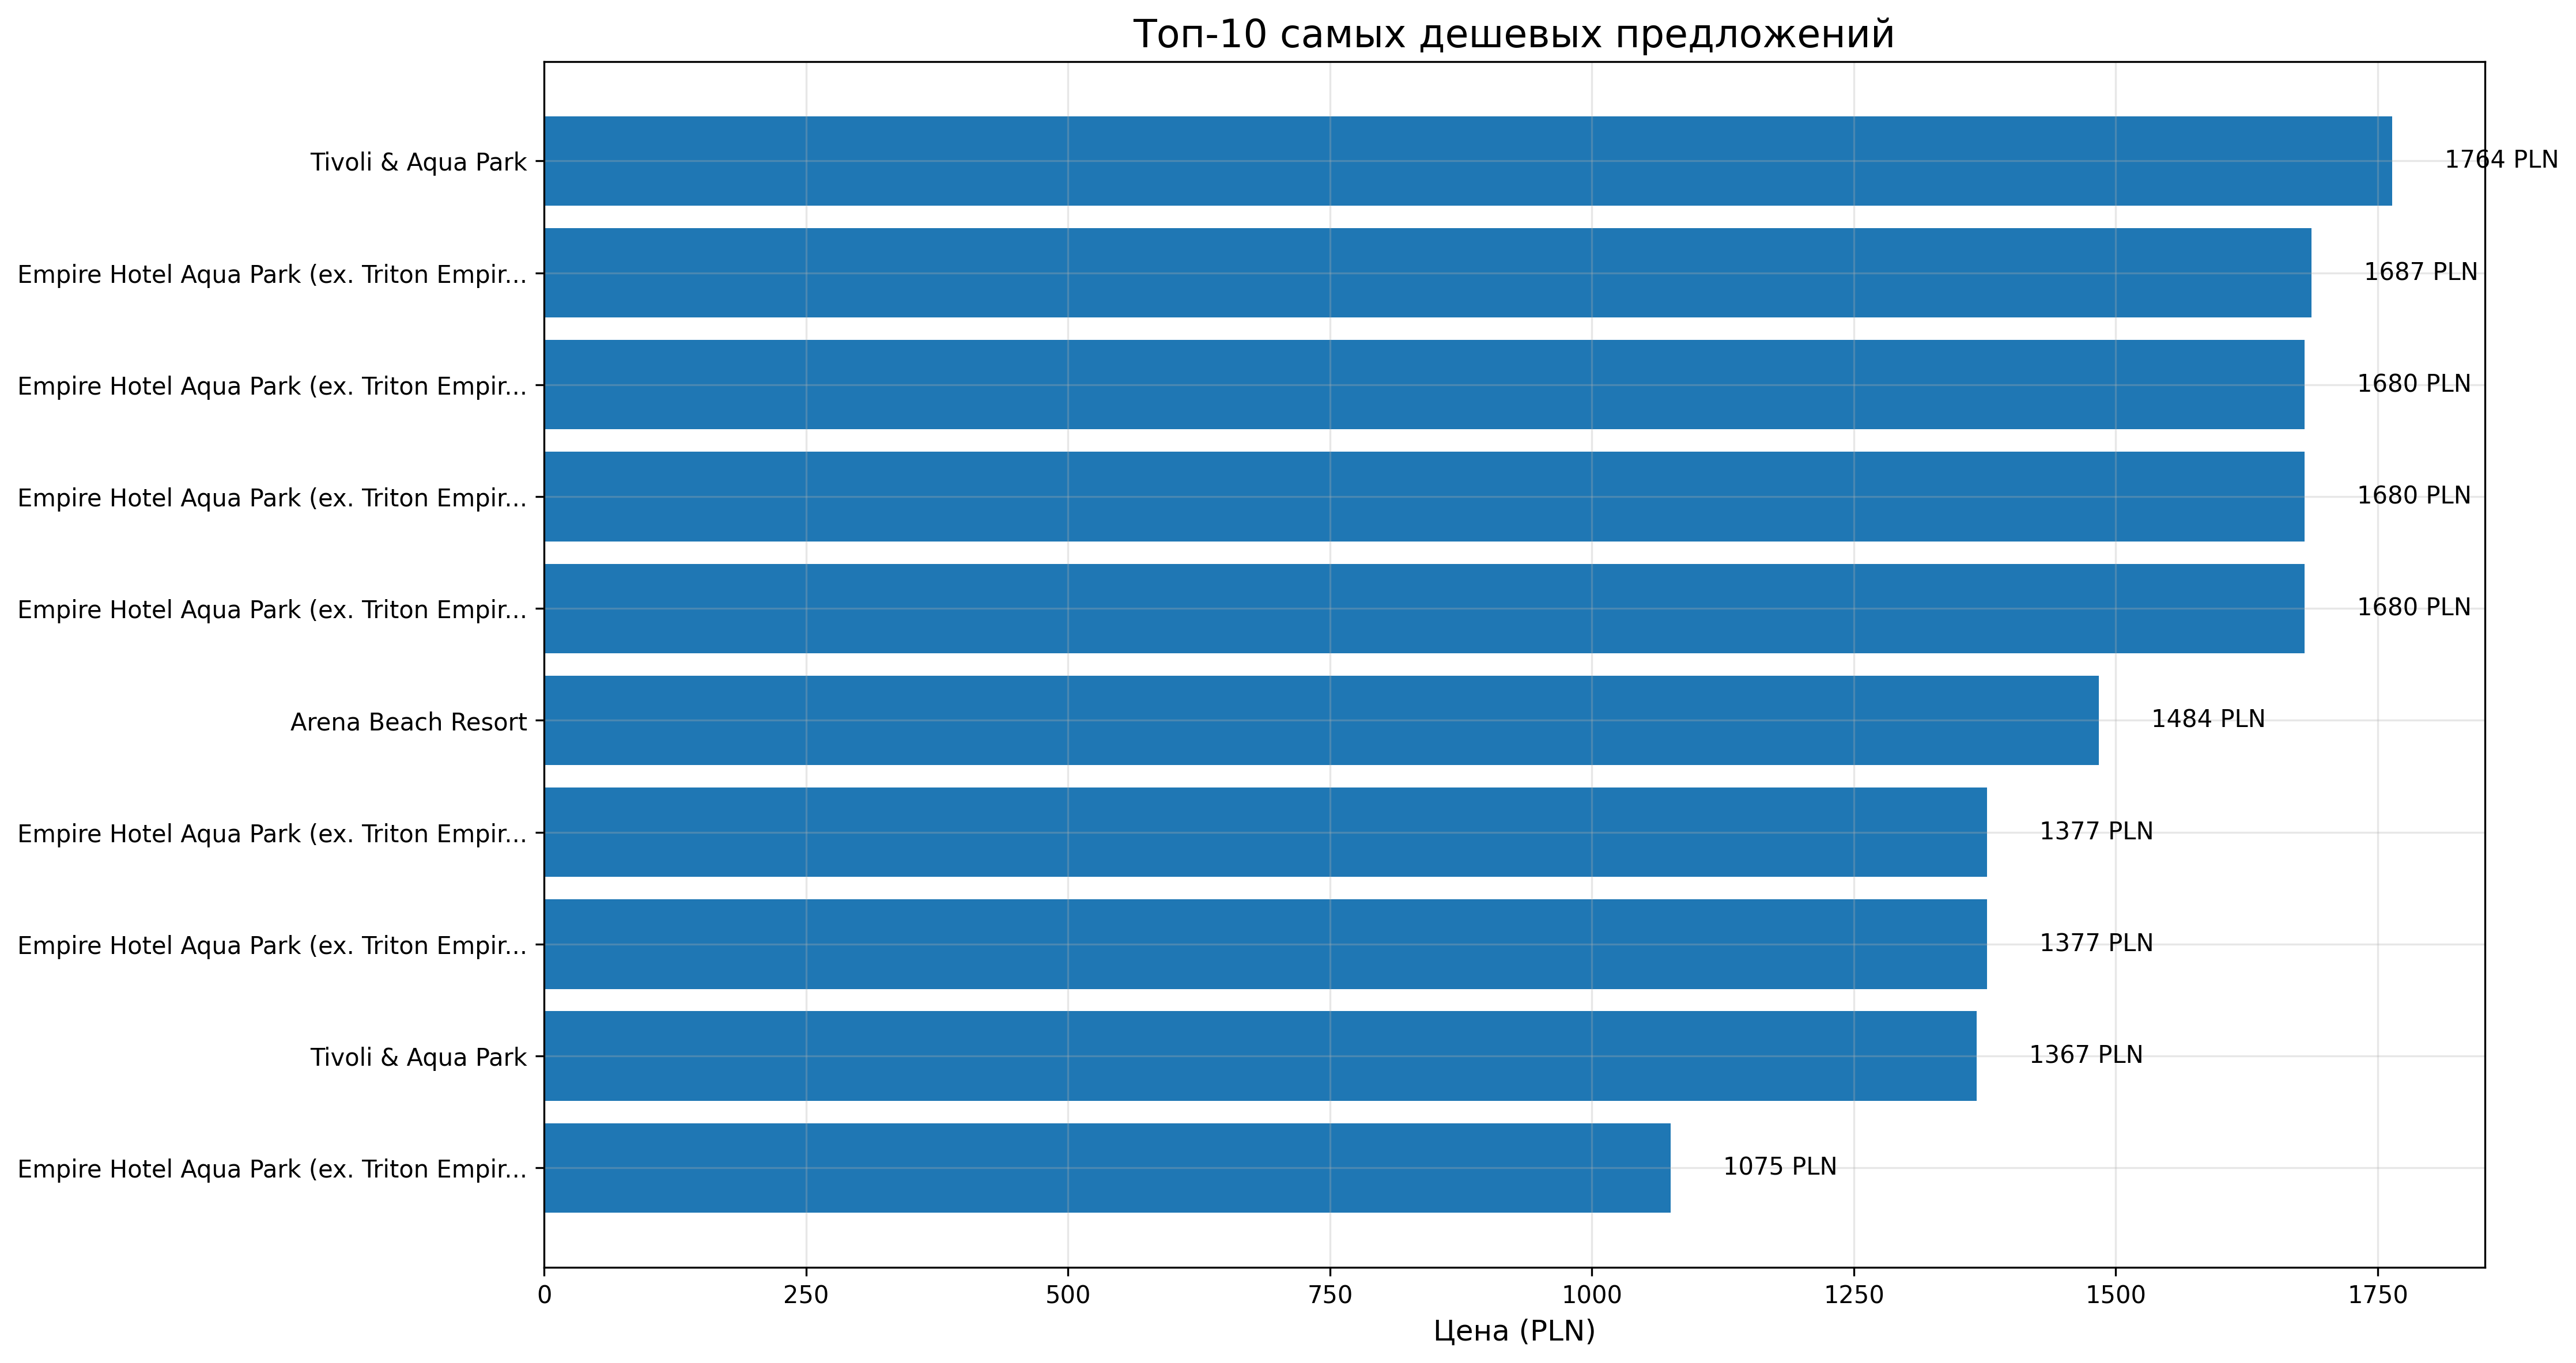 Топ-10 самых дешевых предложений
Tivoli & Aqua Park
1764 PLN
Empire Hotel Aqua Park (ex. Triton Empir...
1687 PLN
Empire Hotel Aqua Park (ex. Triton Empir...
1680 PLN
Empire Hotel Aqua Park (ex. Triton Empir...
1680 PLN
Empire Hotel Aqua Park (ex. Triton Empir...
1680 PLN
Arena Beach Resort
1484 PLN
Empire Hotel Aqua Park (ex. Triton Empir...
1377 PLN
Empire Hotel Aqua Park (ex. Triton Empir...
1377 PLN
Tivoli & Aqua Park
1367 PLN
Empire Hotel Aqua Park (ex. Triton Empir...
1075 PLN
0 250 500 750 1000 1250 1500 1750
Цена (PLN)